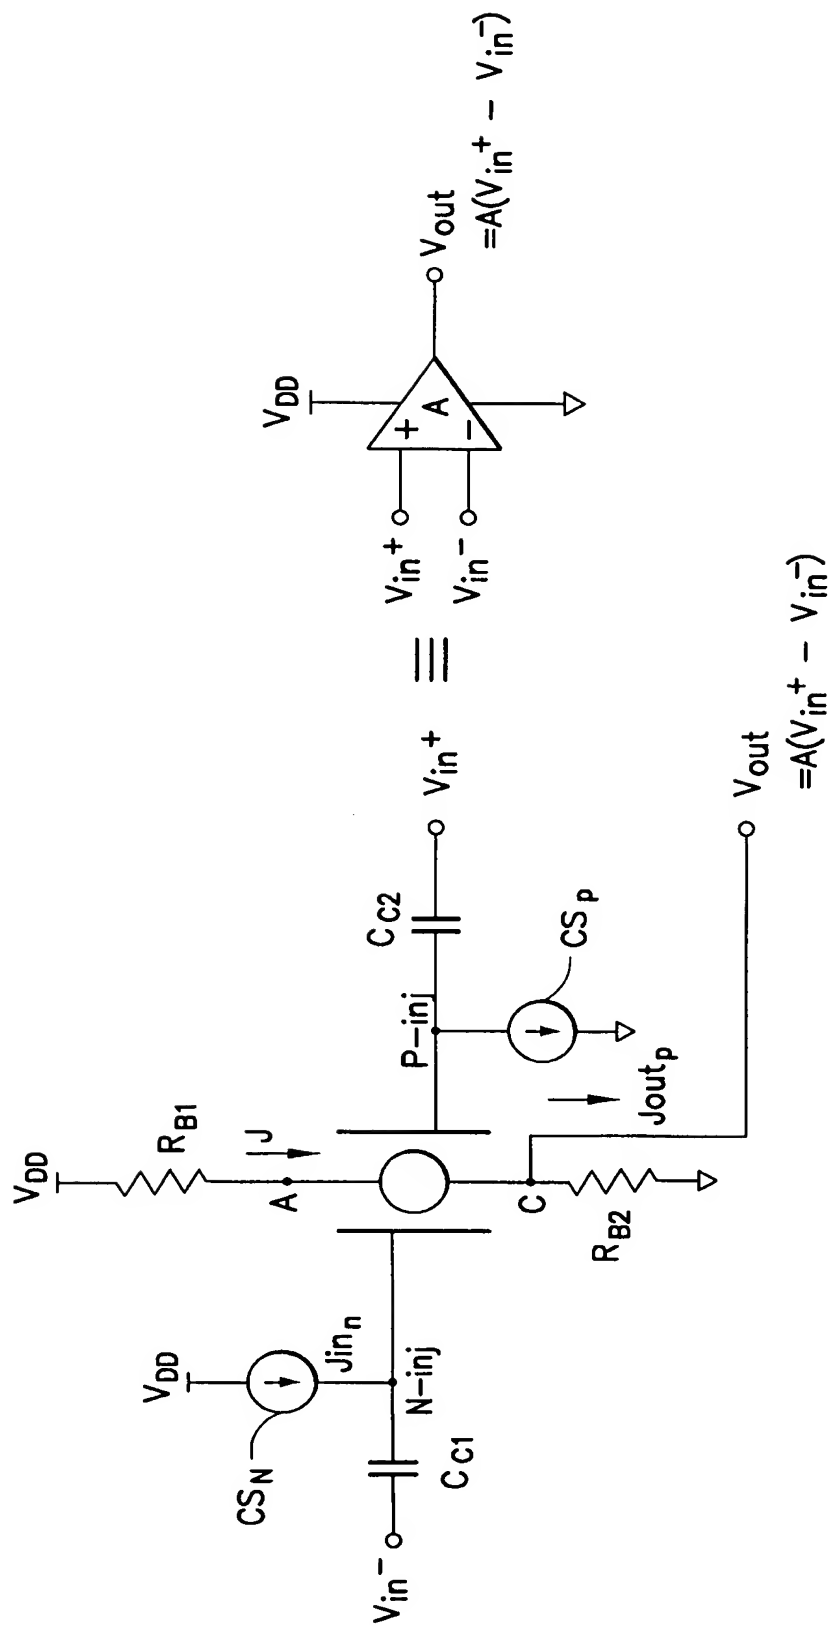 V_DD
R_B1
J
A
V_DD
CS_N
Jin_n
N-inj
V_in^-
C_C1
P-inj
C_C2
V_in^+
CS_p
Jout_p
C
R_B2
V_out
=A(V_in^+ - V_in^-)
≡
V_DD
V_in^+
V_in^-
+
A
-
V_out
=A(V_in^+ - V_in^-)